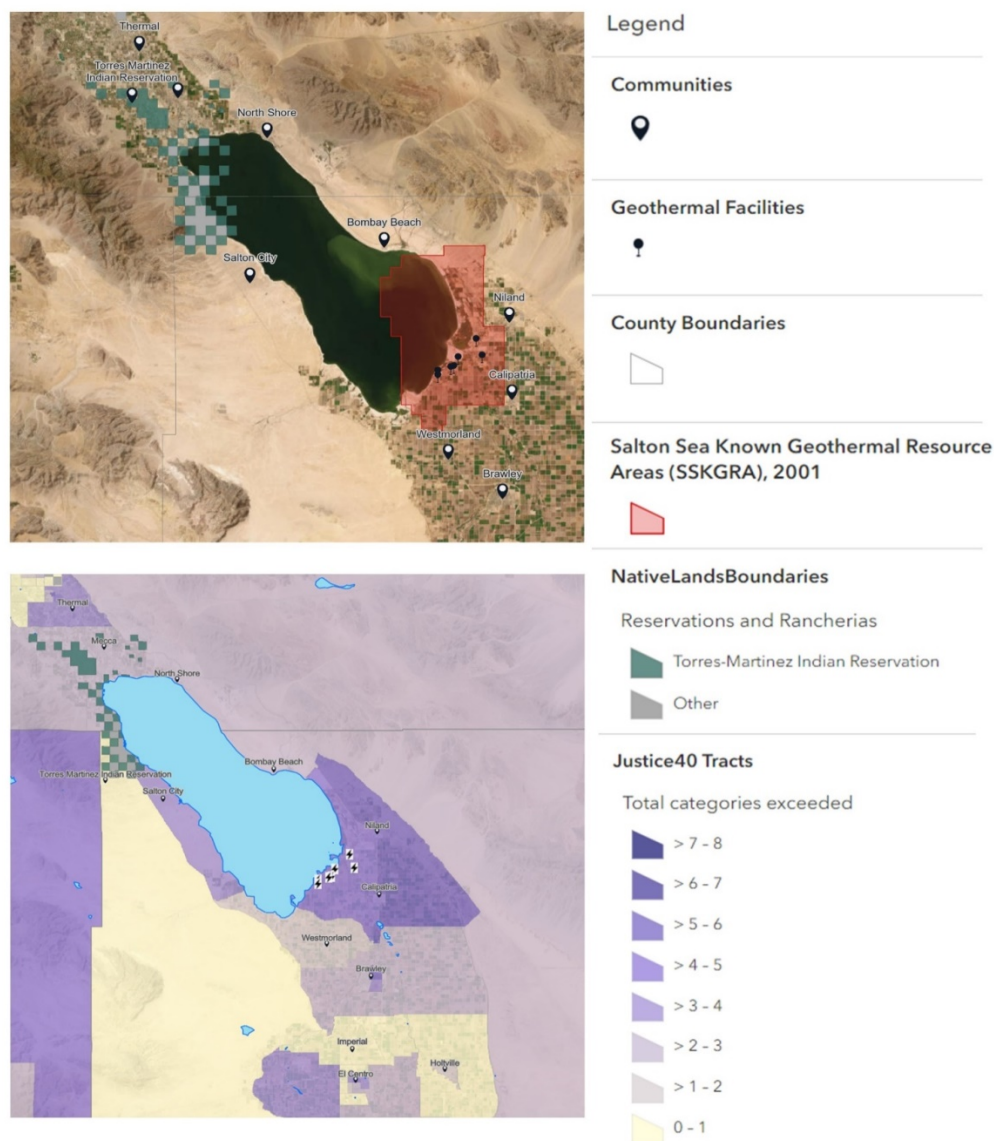 Thermal
Torres Martinez
Indian Reservation
North Shore
Bombay Beach
Salton City
Niland
Calipatria
Westmorland
Brawley
Legend
Communities
Geothermal Facilities
County Boundaries
Salton Sea Known Geothermal Resource
Areas (SSKGRA), 2001
NativeLandsBoundaries
Reservations and Rancherias
Torres-Martinez Indian Reservation
Other
Justice40 Tracts
Total categories exceeded
> 7 - 8
> 6 - 7
> 5 - 6
> 4 - 5
> 3 - 4
> 2 - 3
> 1 - 2
0 - 1
Thermal
Mecca
North Shore
Bombay Beach
Torres Martinez Indian Reservation
Salton City
Niland
Calipatria
Westmorland
Brawley
Imperial
Holtville
El Centro